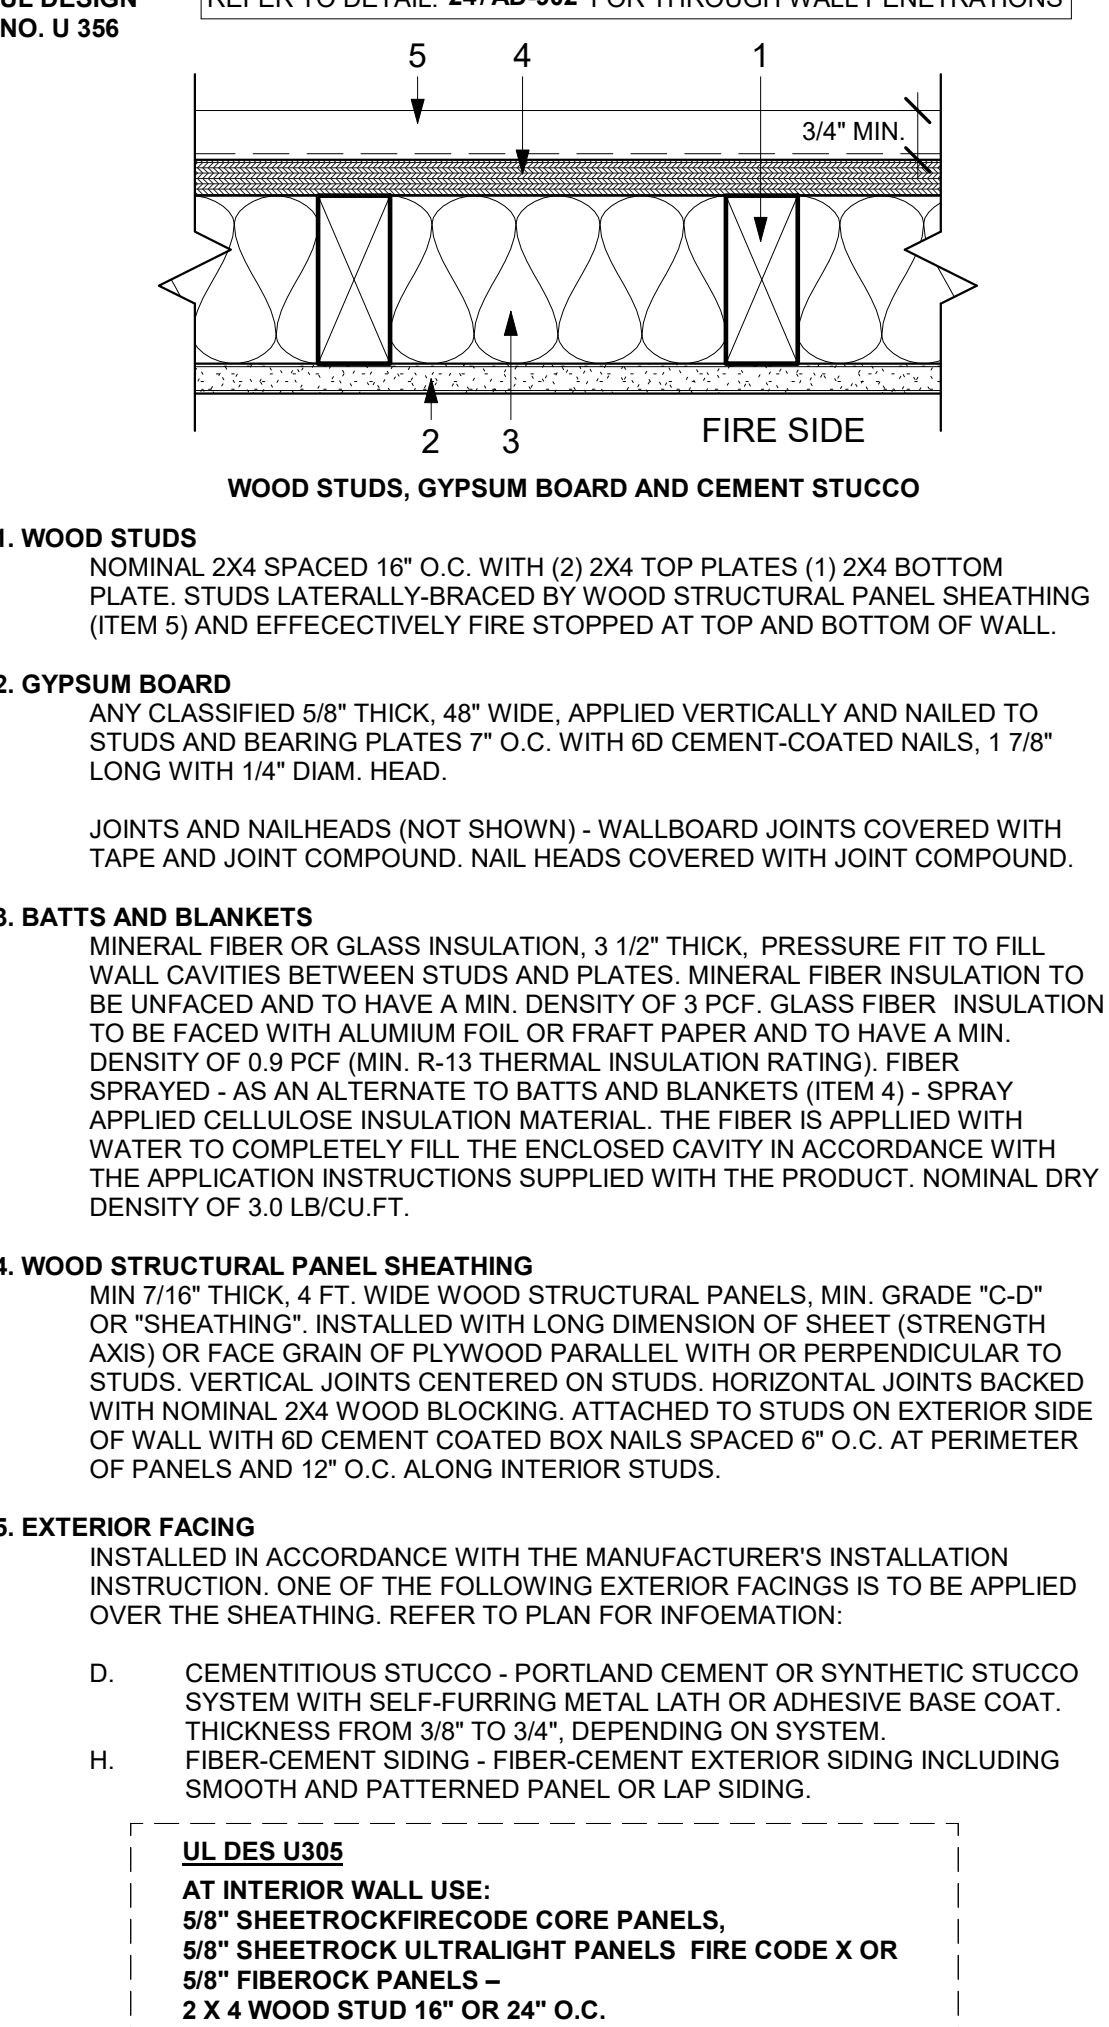 UL DESIGN
NO. U 356
REFER TO DETAIL: 247AB-902 FOR THROUGH WALL PENETRATIONS
5 4 1
3/4" MIN.
2 3
FIRE SIDE
WOOD STUDS, GYPSUM BOARD AND CEMENT STUCCO
1. WOOD STUDS
NOMINAL 2X4 SPACED 16" O.C. WITH (2) 2X4 TOP PLATES (1) 2X4 BOTTOM
PLATE. STUDS LATERALLY-BRACED BY WOOD STRUCTURAL PANEL SHEATHING
(ITEM 5) AND EFFECECTIVELY FIRE STOPPED AT TOP AND BOTTOM OF WALL.
2. GYPSUM BOARD
ANY CLASSIFIED 5/8" THICK, 48" WIDE, APPLIED VERTICALLY AND NAILED TO
STUDS AND BEARING PLATES 7" O.C. WITH 6D CEMENT-COATED NAILS, 1 7/8"
LONG WITH 1/4" DIAM. HEAD.
JOINTS AND NAILHEADS (NOT SHOWN) - WALLBOARD JOINTS COVERED WITH
TAPE AND JOINT COMPOUND. NAIL HEADS COVERED WITH JOINT COMPOUND.
3. BATTS AND BLANKETS
MINERAL FIBER OR GLASS INSULATION, 3 1/2" THICK, PRESSURE FIT TO FILL
WALL CAVITIES BETWEEN STUDS AND PLATES. MINERAL FIBER INSULATION TO
BE UNFACED AND TO HAVE A MIN. DENSITY OF 3 PCF. GLASS FIBER INSULATION
TO BE FACED WITH ALUMIUM FOIL OR FRAFT PAPER AND TO HAVE A MIN.
DENSITY OF 0.9 PCF (MIN. R-13 THERMAL INSULATION RATING). FIBER
SPRAYED - AS AN ALTERNATE TO BATTS AND BLANKETS (ITEM 4) - SPRAY
APPLIED CELLULOSE INSULATION MATERIAL. THE FIBER IS APPLLIED WITH
WATER TO COMPLETELY FILL THE ENCLOSED CAVITY IN ACCORDANCE WITH
THE APPLICATION INSTRUCTIONS SUPPLIED WITH THE PRODUCT. NOMINAL DRY
DENSITY OF 3.0 LB/CU.FT.
4. WOOD STRUCTURAL PANEL SHEATHING
MIN 7/16" THICK, 4 FT. WIDE WOOD STRUCTURAL PANELS, MIN. GRADE "C-D"
OR "SHEATHING". INSTALLED WITH LONG DIMENSION OF SHEET (STRENGTH
AXIS) OR FACE GRAIN OF PLYWOOD PARALLEL WITH OR PERPENDICULAR TO
STUDS. VERTICAL JOINTS CENTERED ON STUDS. HORIZONTAL JOINTS BACKED
WITH NOMINAL 2X4 WOOD BLOCKING. ATTACHED TO STUDS ON EXTERIOR SIDE
OF WALL WITH 6D CEMENT COATED BOX NAILS SPACED 6" O.C. AT PERIMETER
OF PANELS AND 12" O.C. ALONG INTERIOR STUDS.
5. EXTERIOR FACING
INSTALLED IN ACCORDANCE WITH THE MANUFACTURER'S INSTALLATION
INSTRUCTION. ONE OF THE FOLLOWING EXTERIOR FACINGS IS TO BE APPLIED
OVER THE SHEATHING. REFER TO PLAN FOR INFOEMATION:
D. CEMENTITIOUS STUCCO - PORTLAND CEMENT OR SYNTHETIC STUCCO
SYSTEM WITH SELF-FURRING METAL LATH OR ADHESIVE BASE COAT.
THICKNESS FROM 3/8" TO 3/4", DEPENDING ON SYSTEM.
H. FIBER-CEMENT SIDING - FIBER-CEMENT EXTERIOR SIDING INCLUDING
SMOOTH AND PATTERNED PANEL OR LAP SIDING.
UL DES U305
AT INTERIOR WALL USE:
5/8" SHEETROCKFIRECODE CORE PANELS,
5/8" SHEETROCK ULTRALIGHT PANELS FIRE CODE X OR
5/8" FIBEROCK PANELS –
2 X 4 WOOD STUD 16" OR 24" O.C.